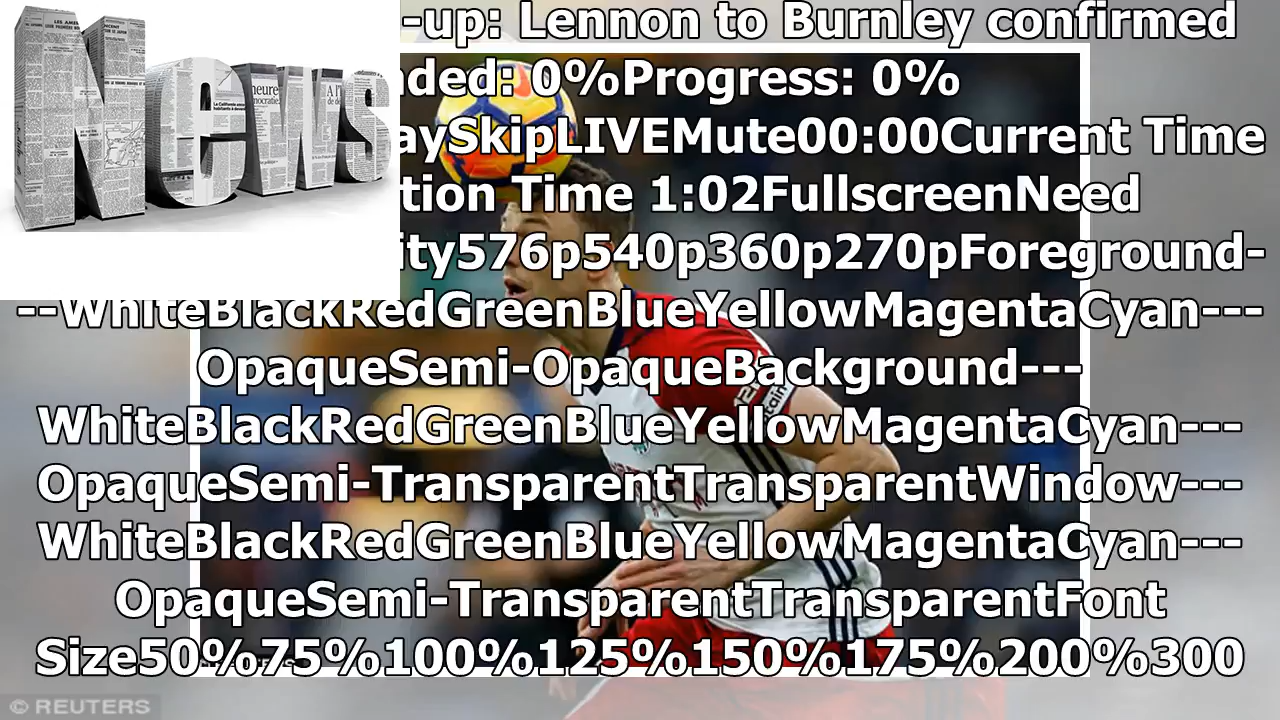 News
-up: Lennon to Burnley confirmed
ded: 0%Progress: 0%
aySkipLIVEMute00:00Current Time
tion Time 1:02FullscreenNeed
ity576p540p360p270pForeground-
--WhiteBlackRedGreenBlueYellowMagentaCyan---
OpaqueSemi-OpaqueBackground---
WhiteBlackRedGreenBlueYellowMagentaCyan---
OpaqueSemi-TransparentTransparentWindow---
WhiteBlackRedGreenBlueYellowMagentaCyan---
OpaqueSemi-TransparentTransparentFont
Size50%75%100%125%150%175%200%300
© REUTERS